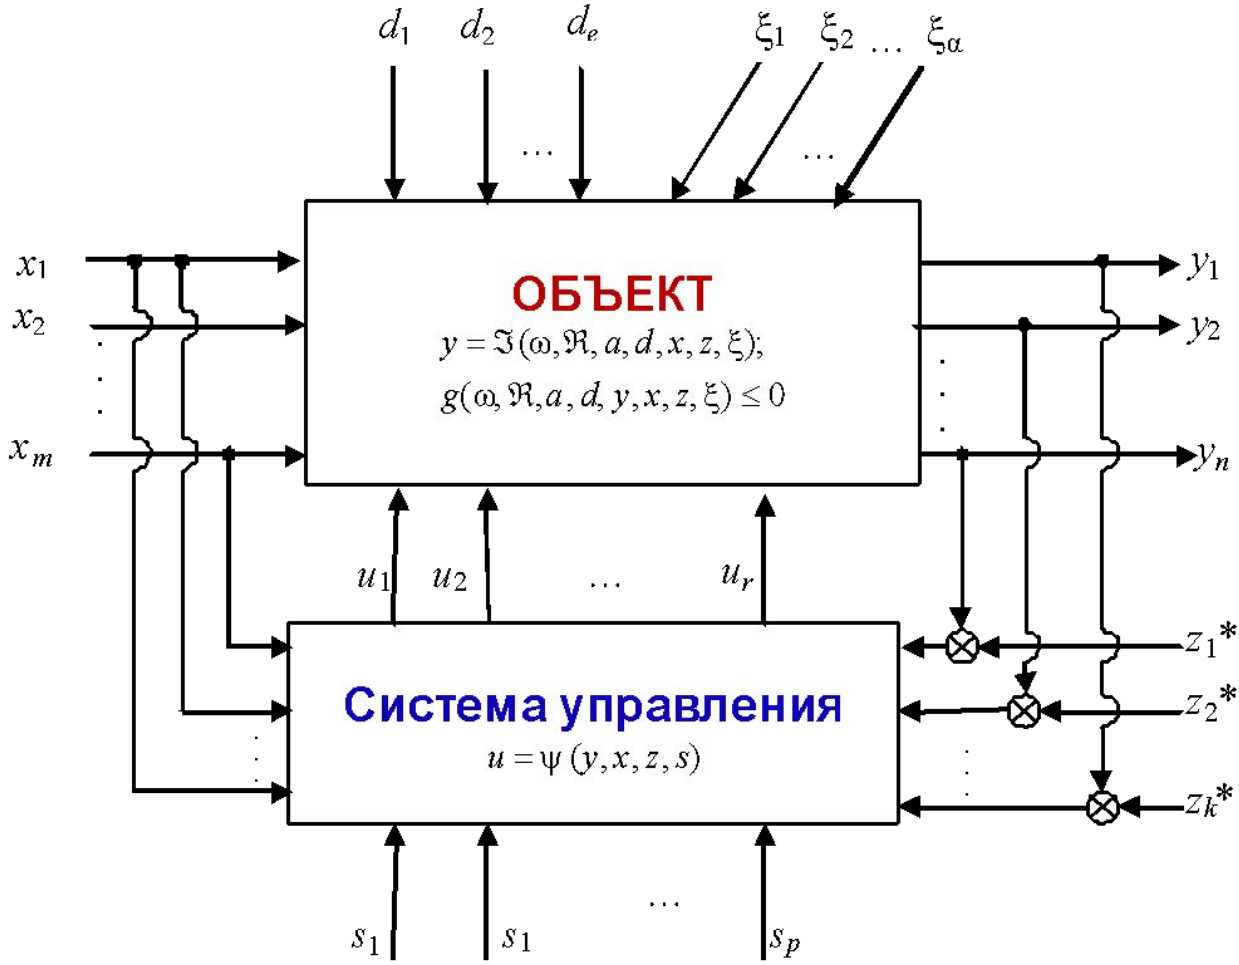 d1 d2 de ξ1 ξ2 ... ξα
... ...
x1 y1
ОБЪЕКТ
x2 y2
y = ℑ(ω, ℜ, a, d, x, z, ξ);
g(ω, ℜ, a, d, y, x, z, ξ) ≤ 0
xm yn
u1 u2 ... ur
z1*
Система управления
z2*
u = ψ (y, x, z, s)
zk*
...
s1 s1 sp